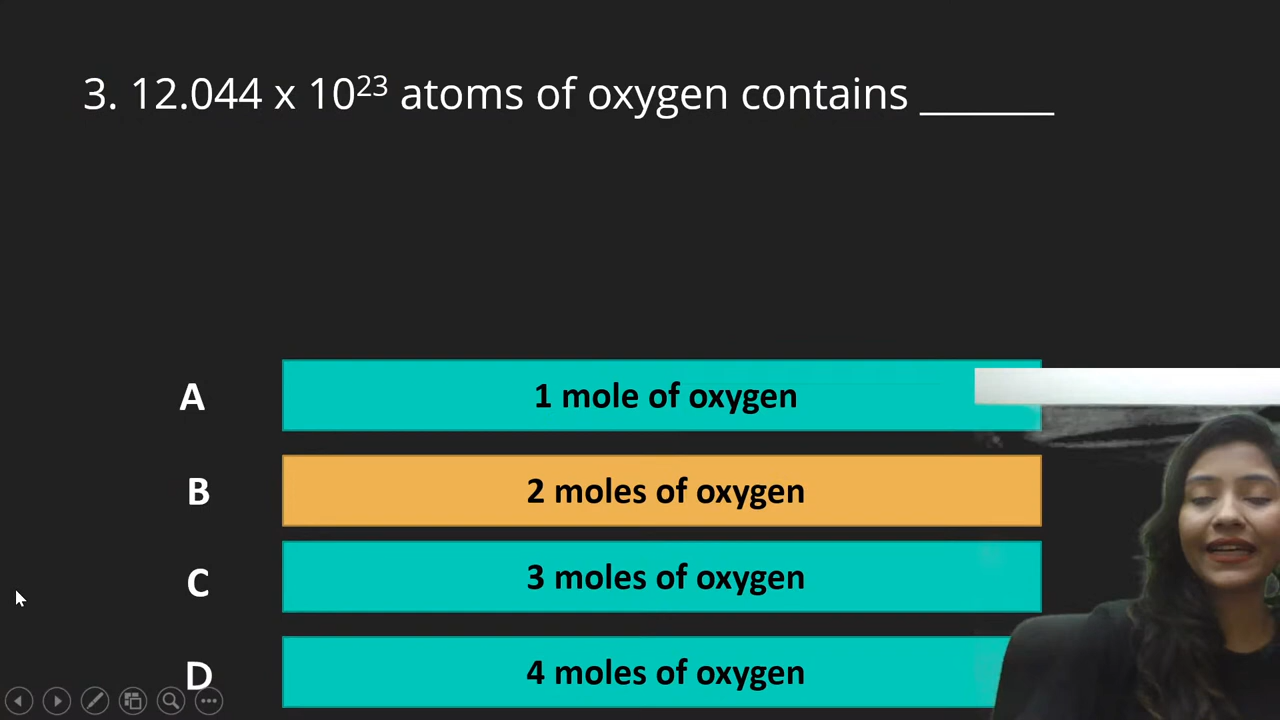 3. 12.044 x 10²³ atoms of oxygen contains _______
A 1 mole of oxygen
B 2 moles of oxygen
C 3 moles of oxygen
D 4 moles of oxygen